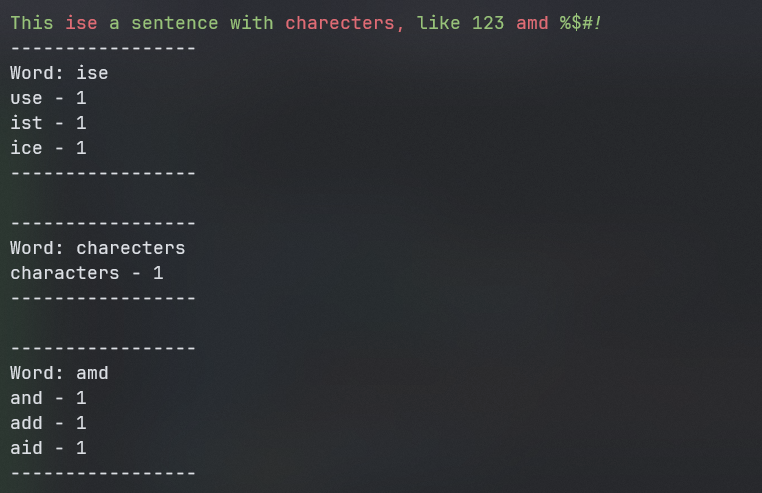 This ise a sentence with charecters, like 123 amd %$#!
-----------------
Word: ise
use - 1
ist - 1
ice - 1
-----------------

-----------------
Word: charecters
characters - 1
-----------------

-----------------
Word: amd
and - 1
add - 1
aid - 1
-----------------